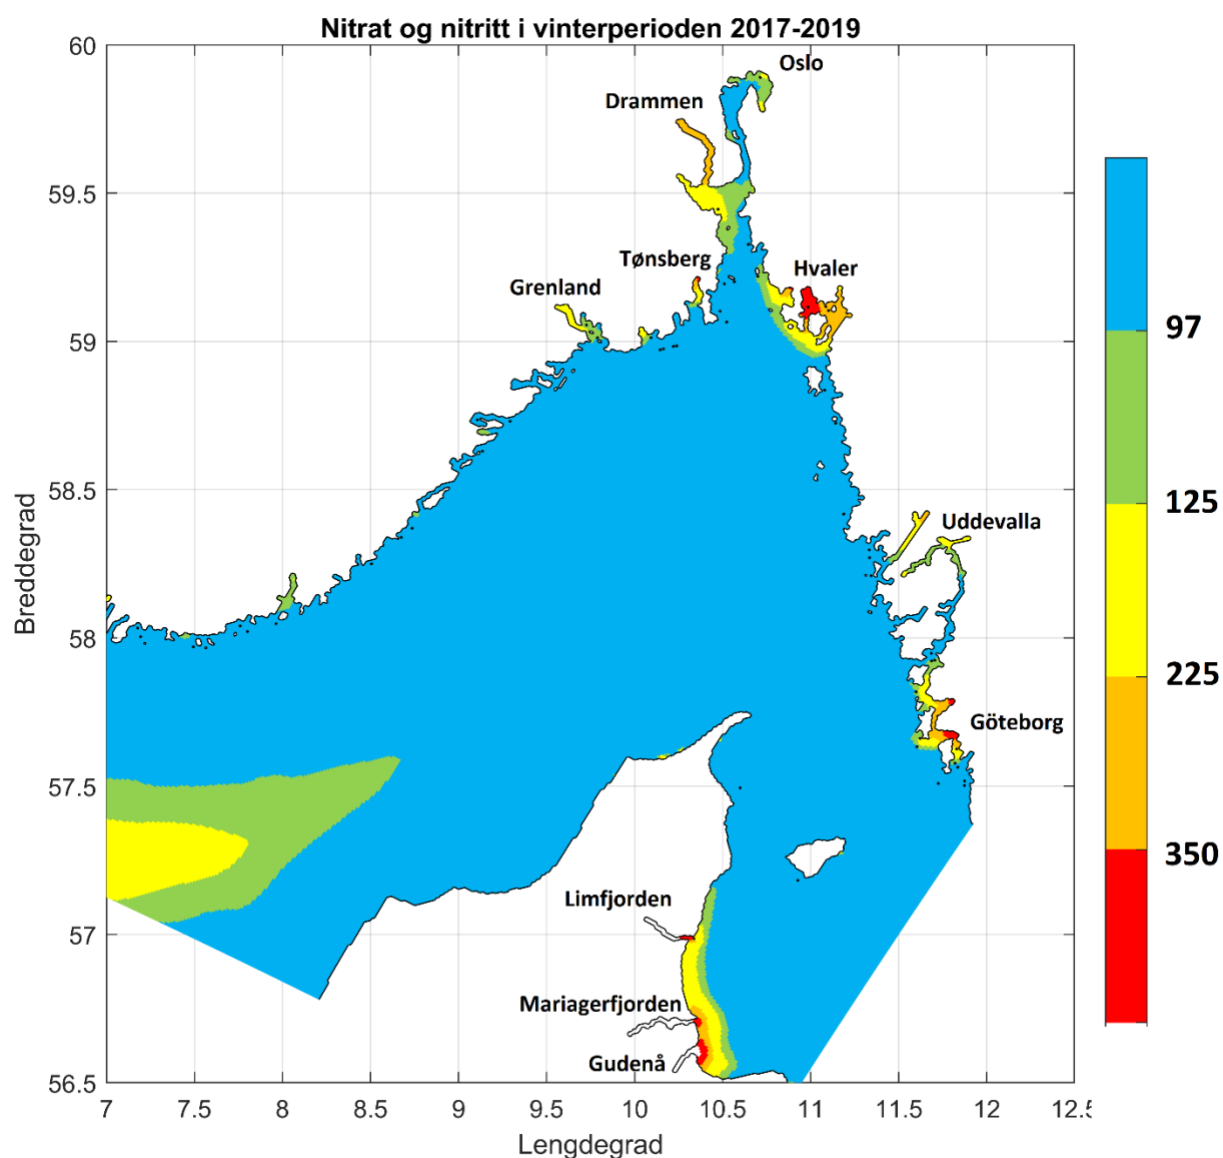 Nitrat og nitritt i vinterperioden 2017-2019
60
59.5
59
58.5
58
57.5
57
56.5
Breddegrad
Oslo
Drammen
Tønsberg
Hvaler
Grenland
Uddevalla
Göteborg
Limfjorden
Mariagerfjorden
Gudenå
97
125
225
350
7
7.5
8
8.5
9
9.5
10
10.5
11
11.5
12
12.5
Lengdegrad